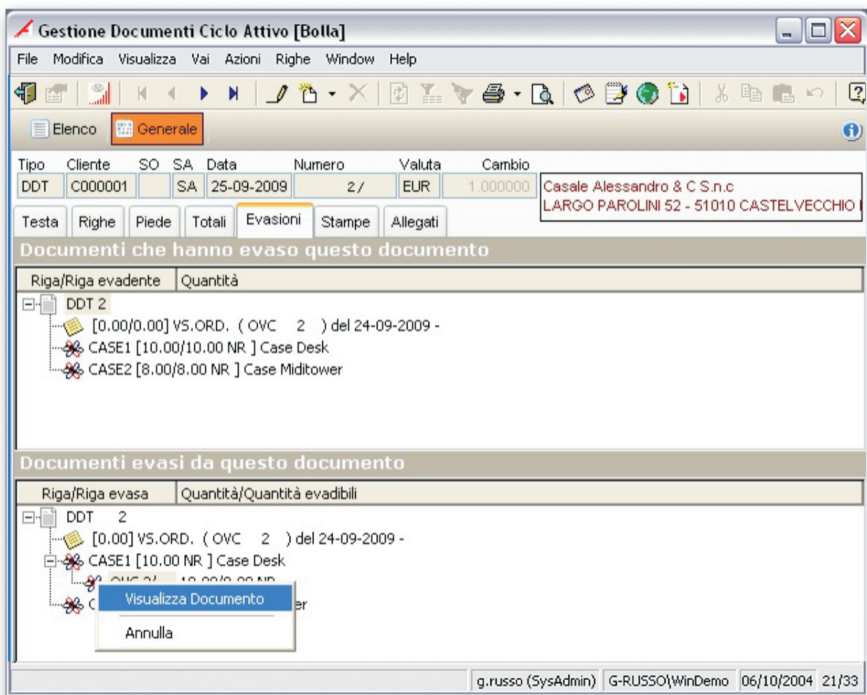 Gestione Documenti Ciclo Attivo [Bolla]
File Modifica Visualizza Vai Azioni Righe Window Help
Elenco Generale
Tipo Cliente SO SA Data Numero Valuta Cambio
DDT C000001 SA 25-09-2009 2/ EUR 1.000000
Casale Alessandro & C S.n.c
LARGO PAROLINI 52 - 51010 CASTELVECCHIO
Testa Righe Piede Totali Evasioni Stampe Allegati
Documenti che hanno evaso questo documento
Riga/Riga evadente Quantità
DDT 2
[0.00/0.00] VS.ORD. ( OVC 2 ) del 24-09-2009 -
CASE1 [10.00/10.00 NR ] Case Desk
CASE2 [8.00/8.00 NR ] Case Miditower
Documenti evasi da questo documento
Riga/Riga evasa Quantità/Quantità evadibili
DDT 2
[0.00] VS.ORD. ( OVC 2 ) del 24-09-2009 -
CASE1 [10.00 NR ] Case Desk
Visualizza Documento
Annulla
g.russo (SysAdmin) G-RUSSO\WinDemo 06/10/2004 21/33